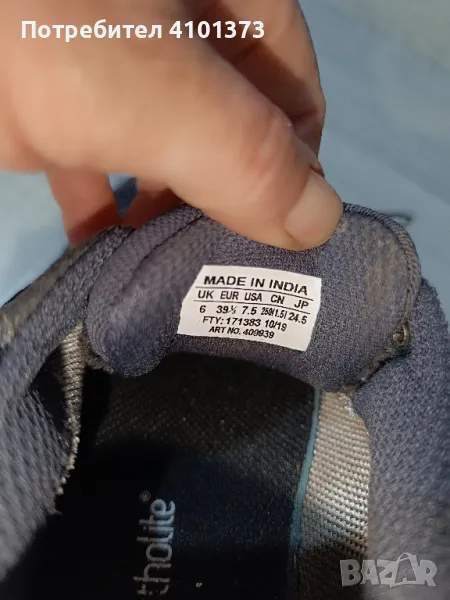 Потребител 4101373
MADE IN INDIA
UK EUR USA CN JP
6 39⅓ 7.5 250(1.5) 24.5
FTY: 171383 10/19
ART NO. 409939
tholite®
BAZAR